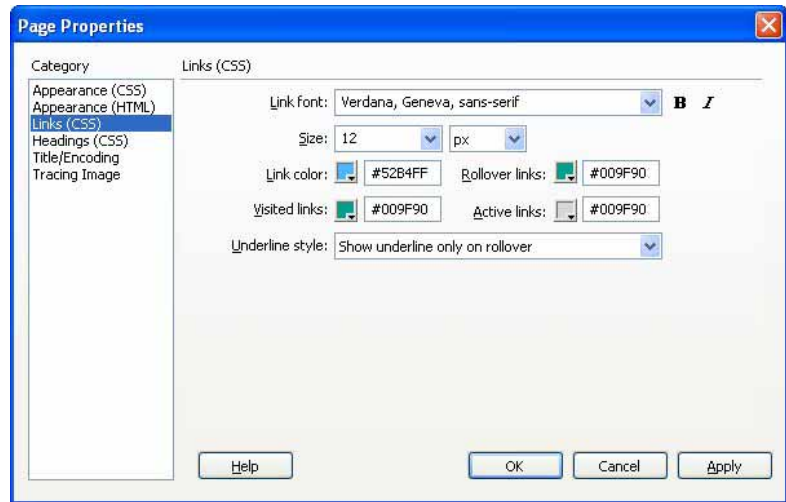 Page Properties
Category
Links (CSS)
Appearance (CSS)
Appearance (HTML)
Links (CSS)
Headings (CSS)
Title/Encoding
Tracing Image
Link font: Verdana, Geneva, sans-serif B I
Size: 12 px
Link color: #52B4FF Rollover links: #009F90
Visited links: #009F90 Active links: #009F90
Underline style: Show underline only on rollover
Help OK Cancel Apply